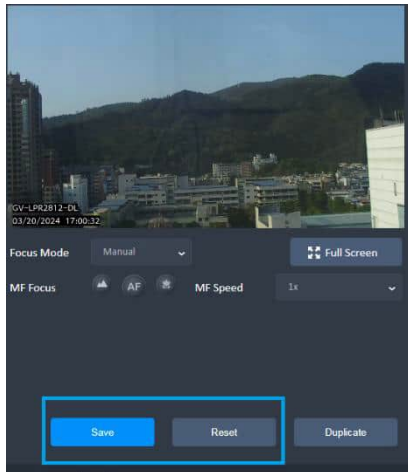 GV-LPR2812-DL
03/20/2024 17:00:32
Focus Mode Manual Full Screen
MF Focus AF MF Speed 1x
Save Reset Duplicate